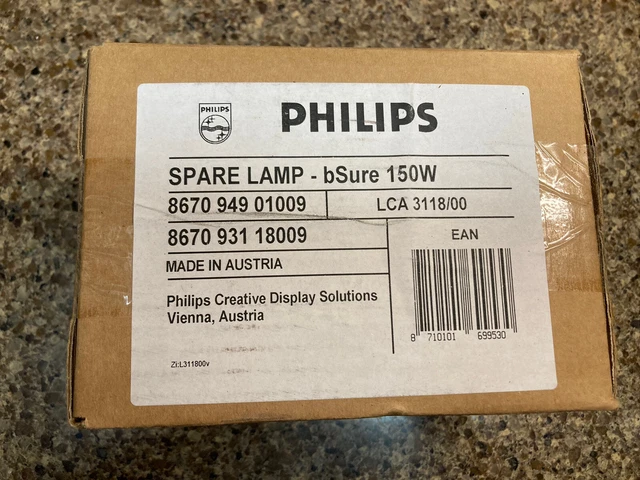 PHILIPS
PHILIPS
SPARE LAMP - bSure 150W
8670 949 01009
LCA 3118/00
8670 931 18009
EAN
MADE IN AUSTRIA
Philips Creative Display Solutions
Vienna, Austria
8 710101 699530
Zi:L311800v